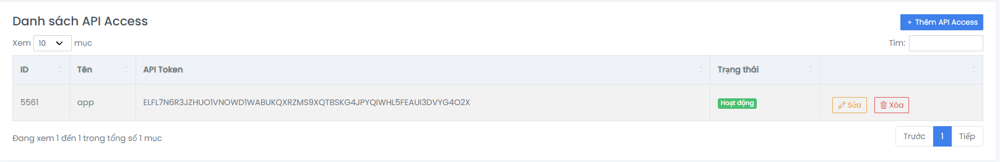 Danh sách API Access
+ Thêm API Access
Xem 10 mục
Tìm:
ID Tên API Token Trạng thái
5561 app ELFL7N6R3JZHUO1VNOWD1WABUKQXRZMS9XQTBSKG4JPYQIWHL5FEAUI3DVYG4O2X Hoạt động Sửa Xóa
Đang xem 1 đến 1 trong tổng số 1 mục
Trước 1 Tiếp